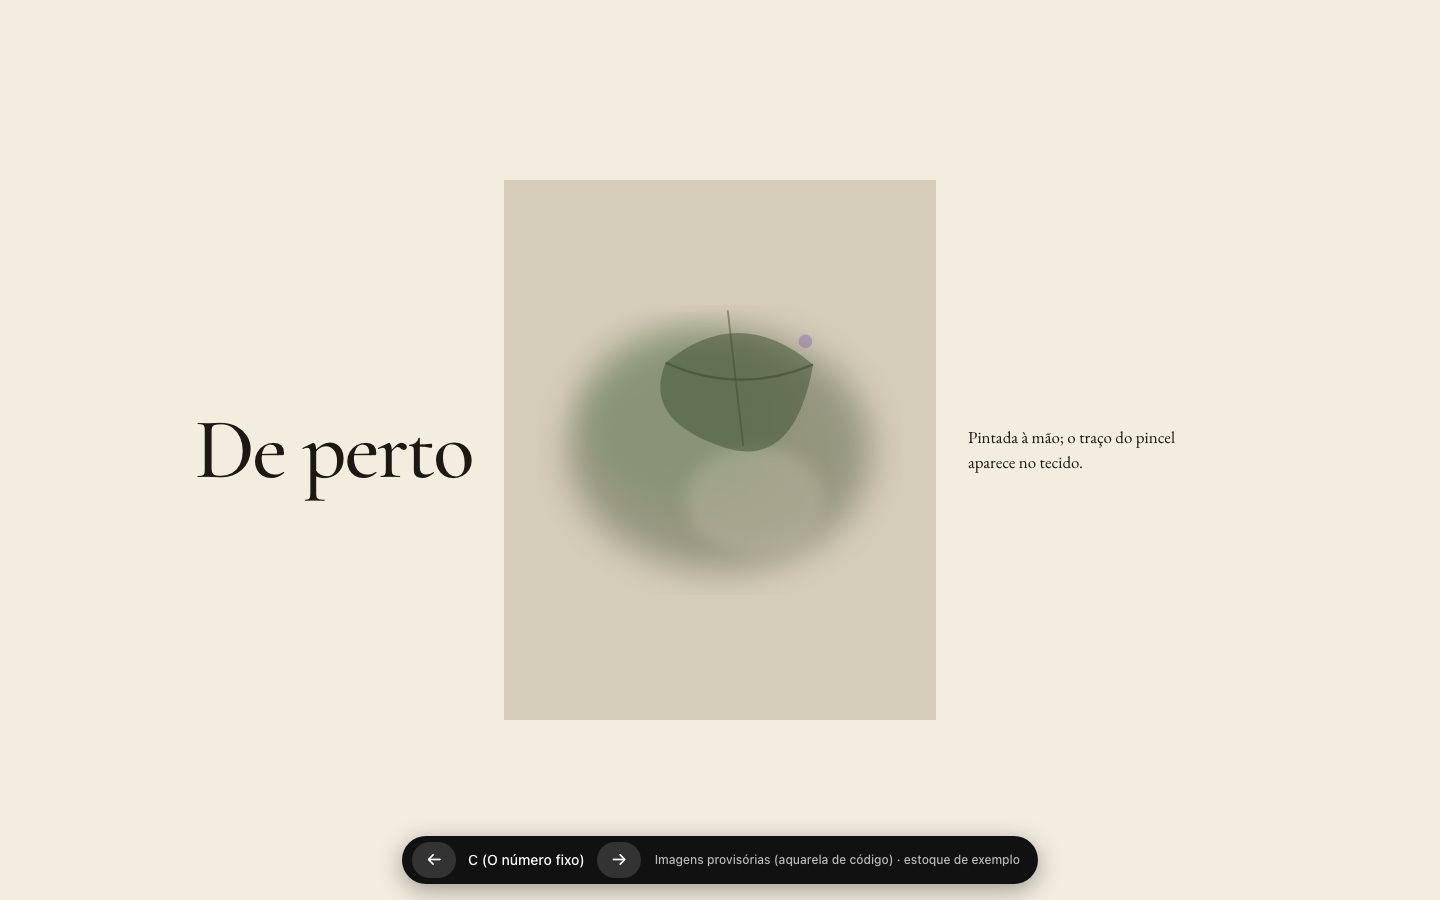 De perto
Pintada à mão; o traço do pincel
aparece no tecido.
← C (O número fixo) → Imagens provisórias (aquarela de código) · estoque de exemplo